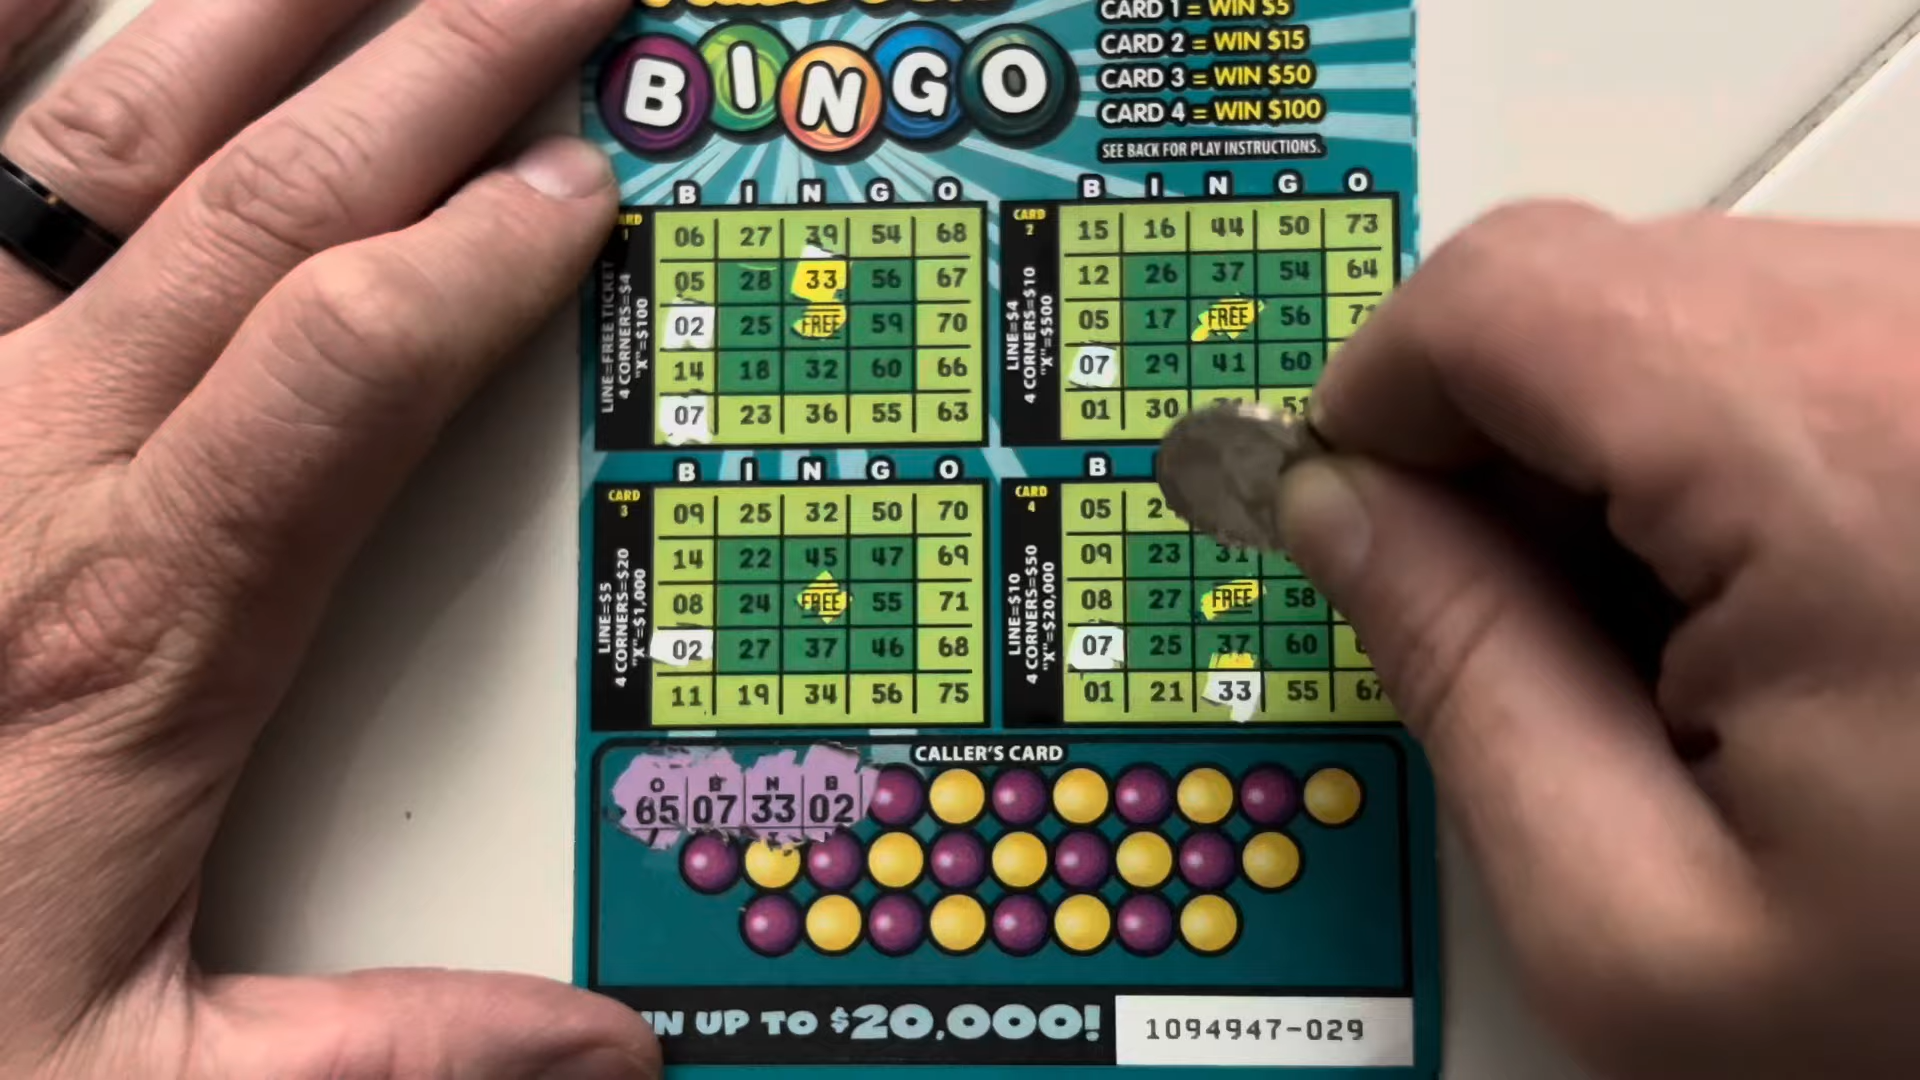 BINGO
CARD 1 = WIN $5
CARD 2 = WIN $15
CARD 3 = WIN $50
CARD 4 = WIN $100
SEE BACK FOR PLAY INSTRUCTIONS.
B I N G O
CARD 1
LINE=FREE TICKET
4 CORNERS=$4
"X"=$100
06 27 39 54 68
05 28 33 56 67
02 25 FREE 59 70
14 18 32 60 66
07 23 36 55 63
B I N G O
CARD 2
LINE=$4
4 CORNERS=$10
"X"=$500
15 16 44 50 73
12 26 37 54 64
05 17 FREE 56
07 29 41 60
01 30
B I N G O
CARD 3
LINE=$5
4 CORNERS=$20
"X"=$1,000
09 25 32 50 70
14 22 45 47 69
08 24 FREE 55 71
02 27 37 46 68
11 19 34 56 75
B
CARD 4
LINE=$10
4 CORNERS=$50
"X"=$20,000
05
09 23 31
08 27 FREE 58
07 25 37 60
01 21 33 55 67
CALLER'S CARD
O B N B
65 07 33 02
UP TO $20,000!
1094947-029